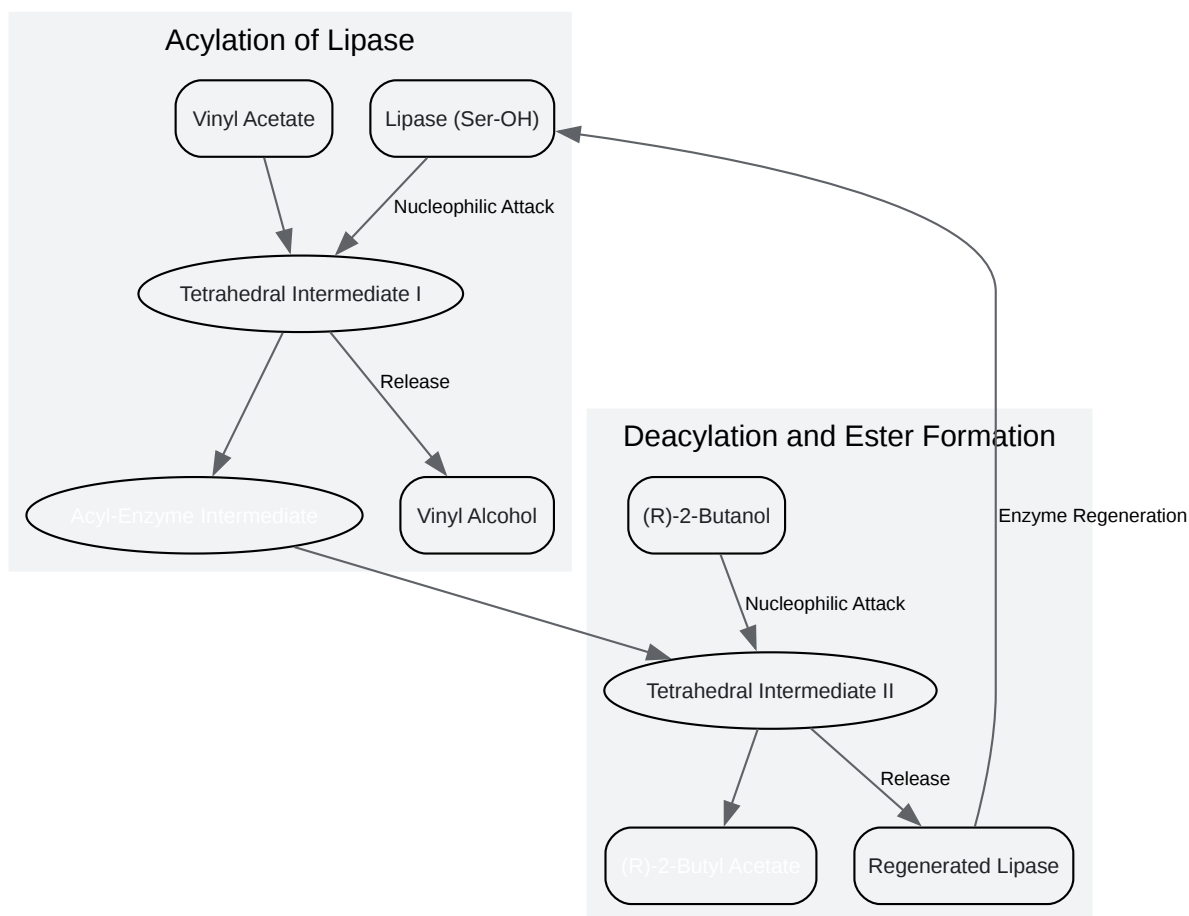 Acylation of Lipase
Vinyl Acetate
Lipase (Ser-OH)
Nucleophilic Attack
Tetrahedral Intermediate I
Release
Acyl-Enzyme Intermediate
Vinyl Alcohol
Deacylation and Ester Formation
(R)-2-Butanol
Enzyme Regeneration
Nucleophilic Attack
Tetrahedral Intermediate II
Release
(R)-2-Butyl Acetate
Regenerated Lipase